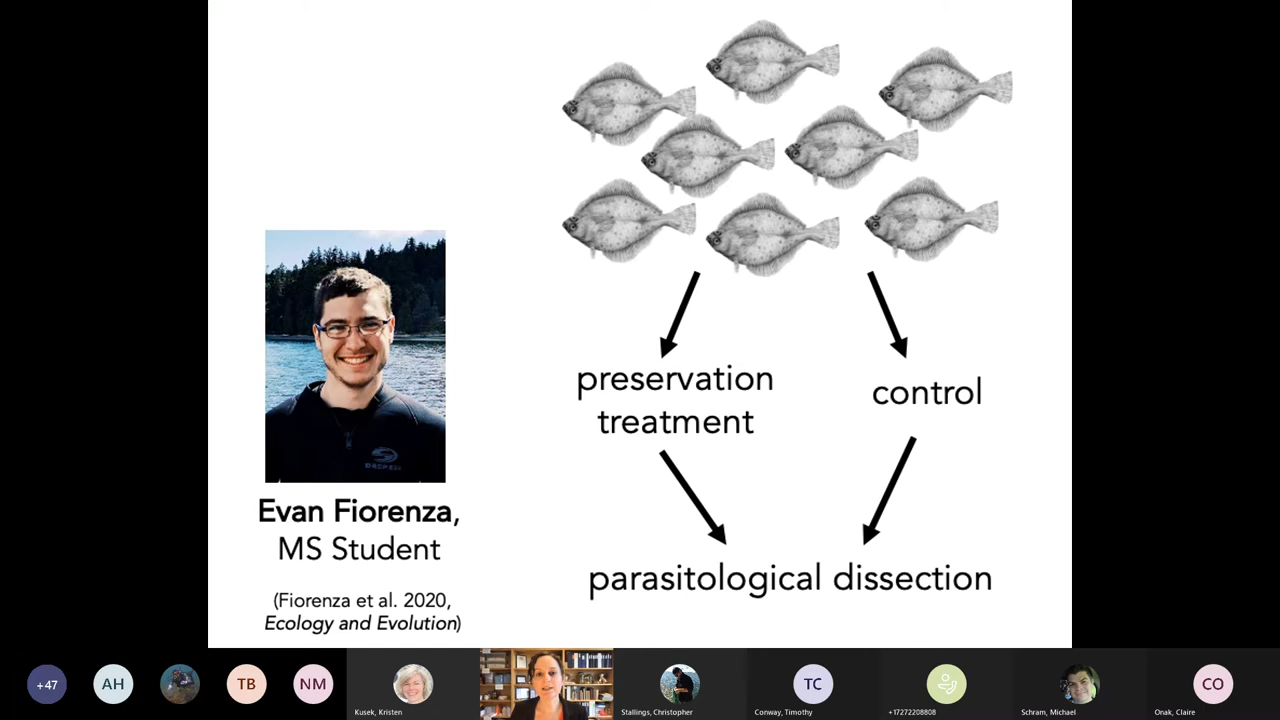 preservation
treatment
control
parasitological dissection
Evan Fiorenza,
MS Student
(Fiorenza et al. 2020,
Ecology and Evolution)
+47
AH
TB
NM
TC
CO
Kusek, Kristen
Stallings, Christopher
Conway, Timothy
+17272208808
Schram, Michael
Onak, Claire